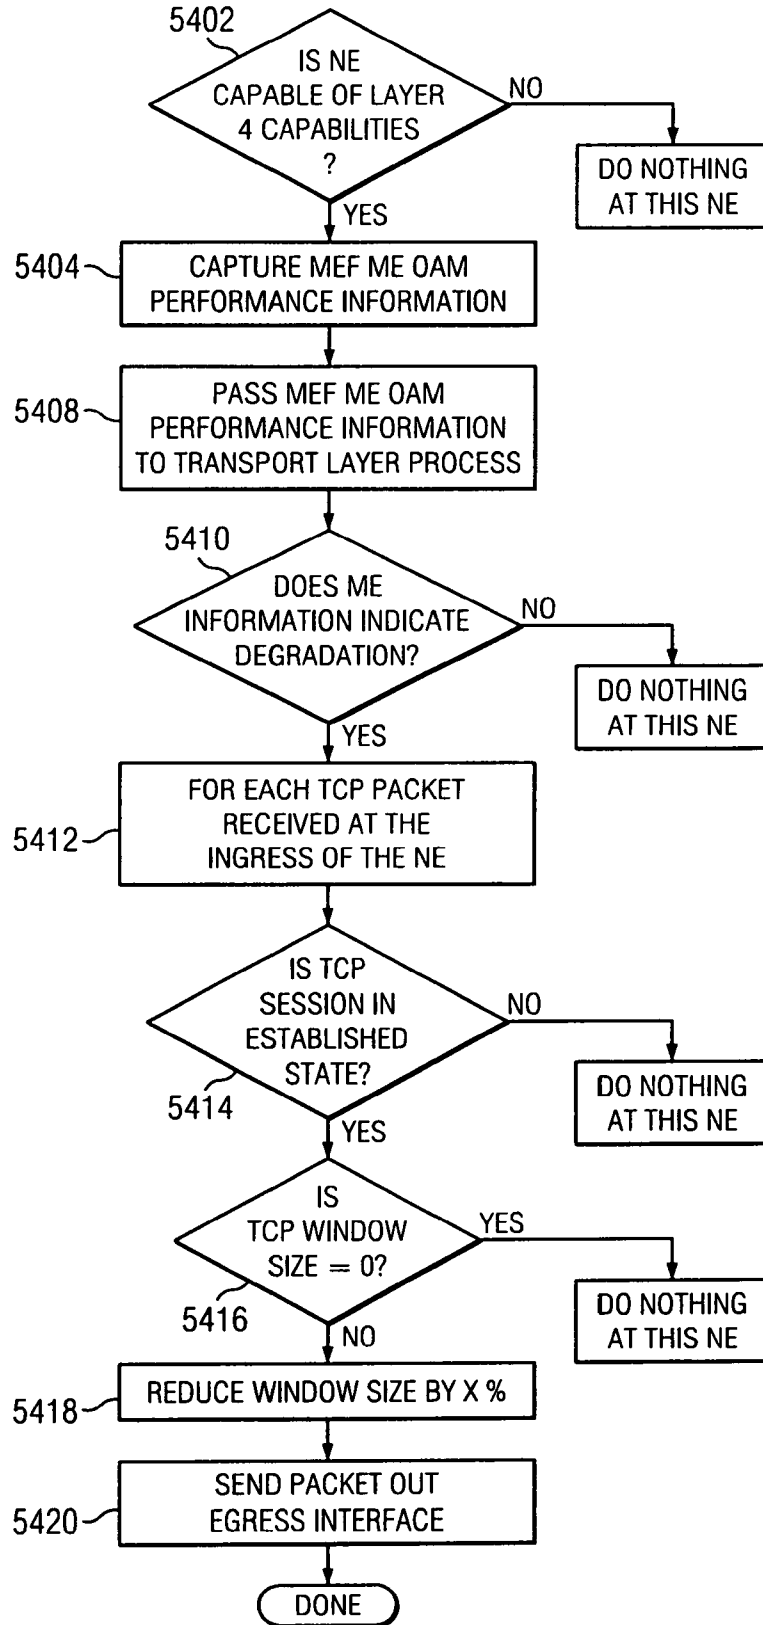 5402
IS NE
CAPABLE OF LAYER
4 CAPABILITIES
?
NO
DO NOTHING
AT THIS NE
YES
5404
CAPTURE MEF ME OAM
PERFORMANCE INFORMATION
5408
PASS MEF ME OAM
PERFORMANCE INFORMATION
TO TRANSPORT LAYER PROCESS
5410
DOES ME
INFORMATION INDICATE
DEGRADATION?
NO
DO NOTHING
AT THIS NE
YES
5412
FOR EACH TCP PACKET
RECEIVED AT THE
INGRESS OF THE NE
IS TCP
SESSION IN
ESTABLISHED
STATE?
5414
NO
DO NOTHING
AT THIS NE
YES
IS
TCP WINDOW
SIZE = 0?
5416
YES
DO NOTHING
AT THIS NE
NO
5418
REDUCE WINDOW SIZE BY X %
5420
SEND PACKET OUT
EGRESS INTERFACE
DONE